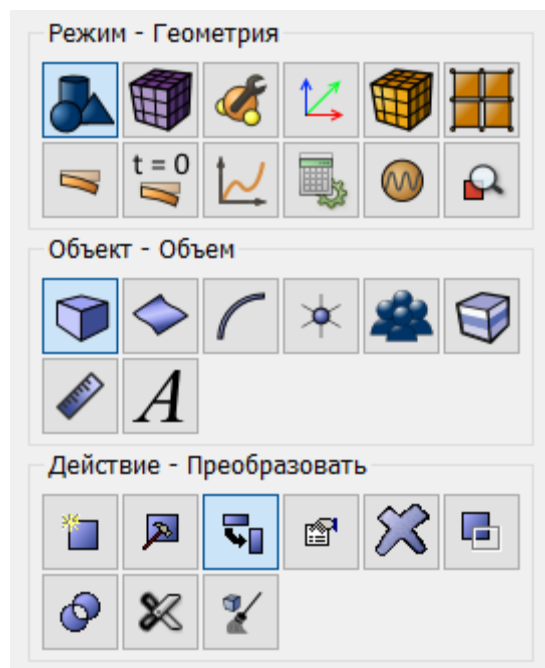 Режим - Геометрия
t = 0
Объект - Объем
A
Действие - Преобразовать